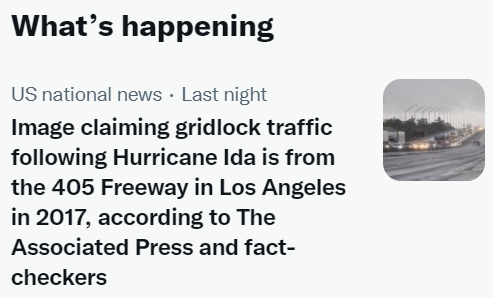 What’s happening
US national news · Last night
Image claiming gridlock traffic
following Hurricane Ida is from
the 405 Freeway in Los Angeles
in 2017, according to The
Associated Press and fact-
checkers